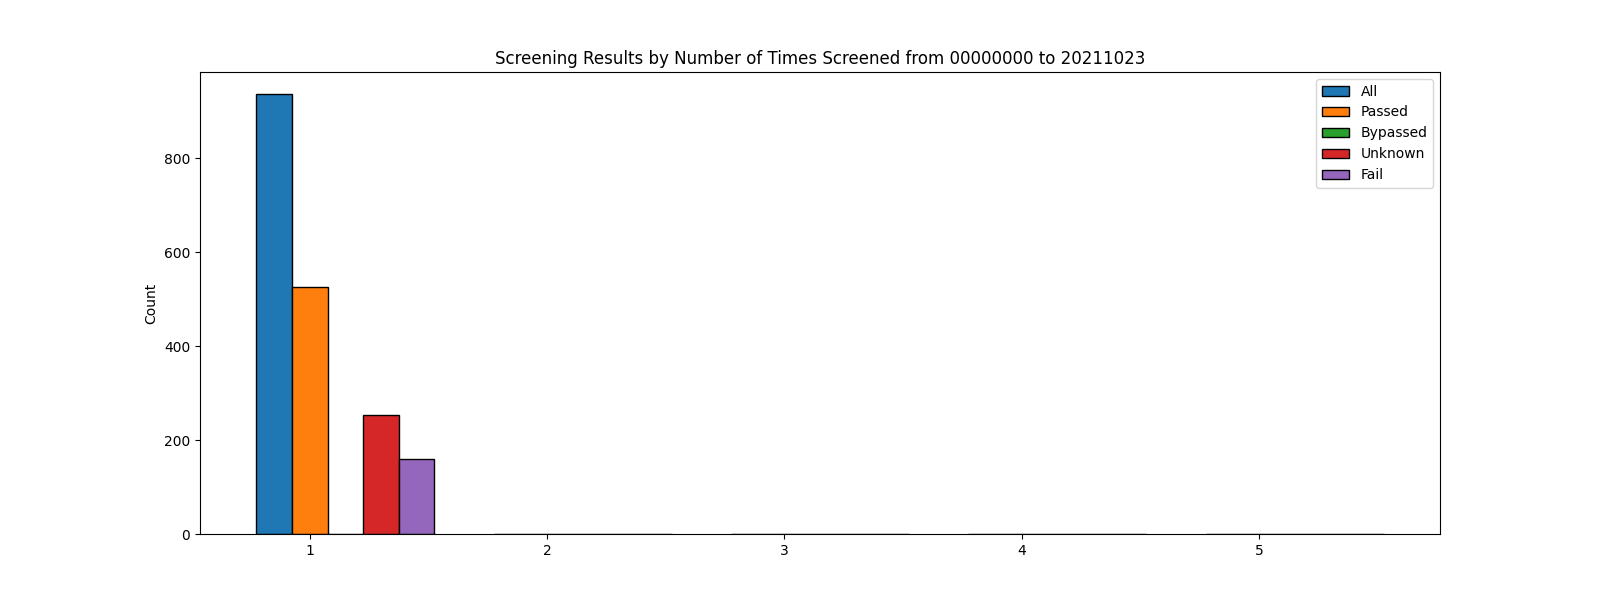 Screening Results by Number of Times Screened from 00000000 to 20211023
All
Passed
Bypassed
Unknown
Fail
800
600
400
200
0
Count
1 2 3 4 5